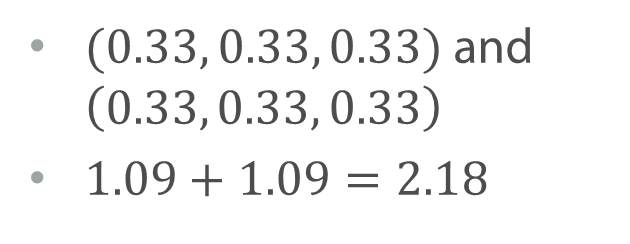 • (0.33, 0.33, 0.33) and
(0.33, 0.33, 0.33)
• 1.09 + 1.09 = 2.18